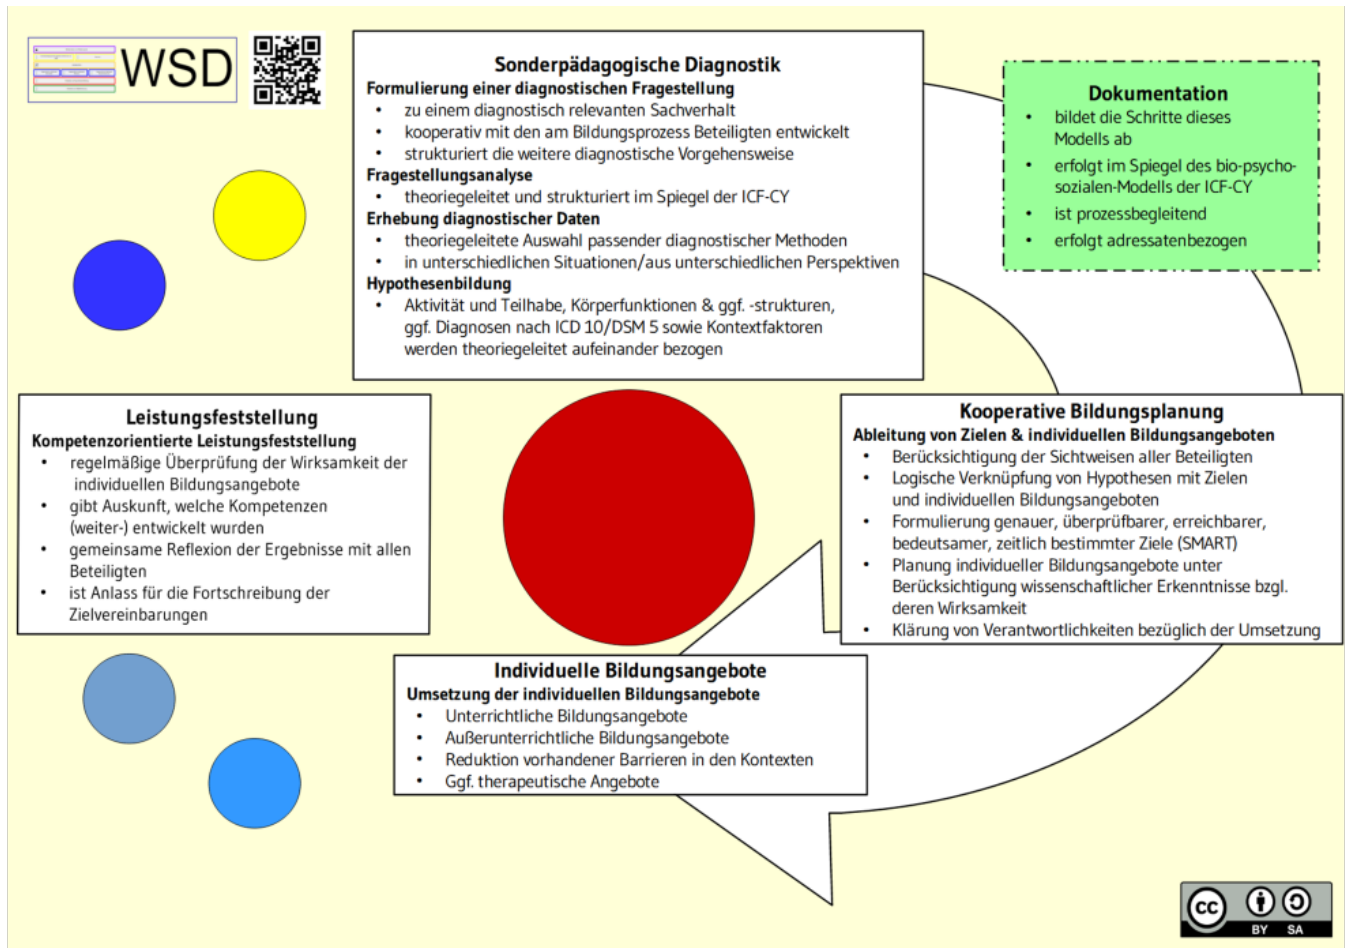 WSD
Sonderpädagogische Diagnostik
Formulierung einer diagnostischen Fragestellung
• zu einem diagnostisch relevanten Sachverhalt
• kooperativ mit den am Bildungsprozess Beteiligten entwickelt
• strukturiert die weitere diagnostische Vorgehensweise
Fragestellungsanalyse
• theoriegeleitet und strukturiert im Spiegel der ICF-CY
Erhebung diagnostischer Daten
• theoriegeleitete Auswahl passender diagnostischer Methoden
• in unterschiedlichen Situationen/aus unterschiedlichen Perspektiven
Hypothesenbildung
• Aktivität und Teilhabe, Körperfunktionen & ggf. -strukturen,
ggf. Diagnosen nach ICD 10/DSM 5 sowie Kontextfaktoren
werden theoriegeleitet aufeinander bezogen
Dokumentation
• bildet die Schritte dieses
Modells ab
• erfolgt im Spiegel des bio-psycho-
sozialen-Modells der ICF-CY
• ist prozessbegleitend
• erfolgt adressatenbezogen
Leistungsfeststellung
Kompetenzorientierte Leistungsfeststellung
• regelmäßige Überprüfung der Wirksamkeit der
individuellen Bildungsangebote
• gibt Auskunft, welche Kompetenzen
(weiter-) entwickelt wurden
• gemeinsame Reflexion der Ergebnisse mit allen
Beteiligten
• ist Anlass für die Fortschreibung der
Zielvereinbarungen
Kooperative Bildungsplanung
Ableitung von Zielen & individuellen Bildungsangeboten
• Berücksichtigung der Sichtweisen aller Beteiligten
• Logische Verknüpfung von Hypothesen mit Zielen
und individuellen Bildungsangeboten
• Formulierung genauer, überprüfbarer, erreichbarer,
bedeutsamer, zeitlich bestimmter Ziele (SMART)
• Planung individueller Bildungsangebote unter
Berücksichtigung wissenschaftlicher Erkenntnisse bzgl.
deren Wirksamkeit
• Klärung von Verantwortlichkeiten bezüglich der Umsetzung
Individuelle Bildungsangebote
Umsetzung der individuellen Bildungsangebote
• Unterrichtliche Bildungsangebote
• Außerunterrichtliche Bildungsangebote
• Reduktion vorhandener Barrieren in den Kontexten
• Ggf. therapeutische Angebote
cc
BY SA